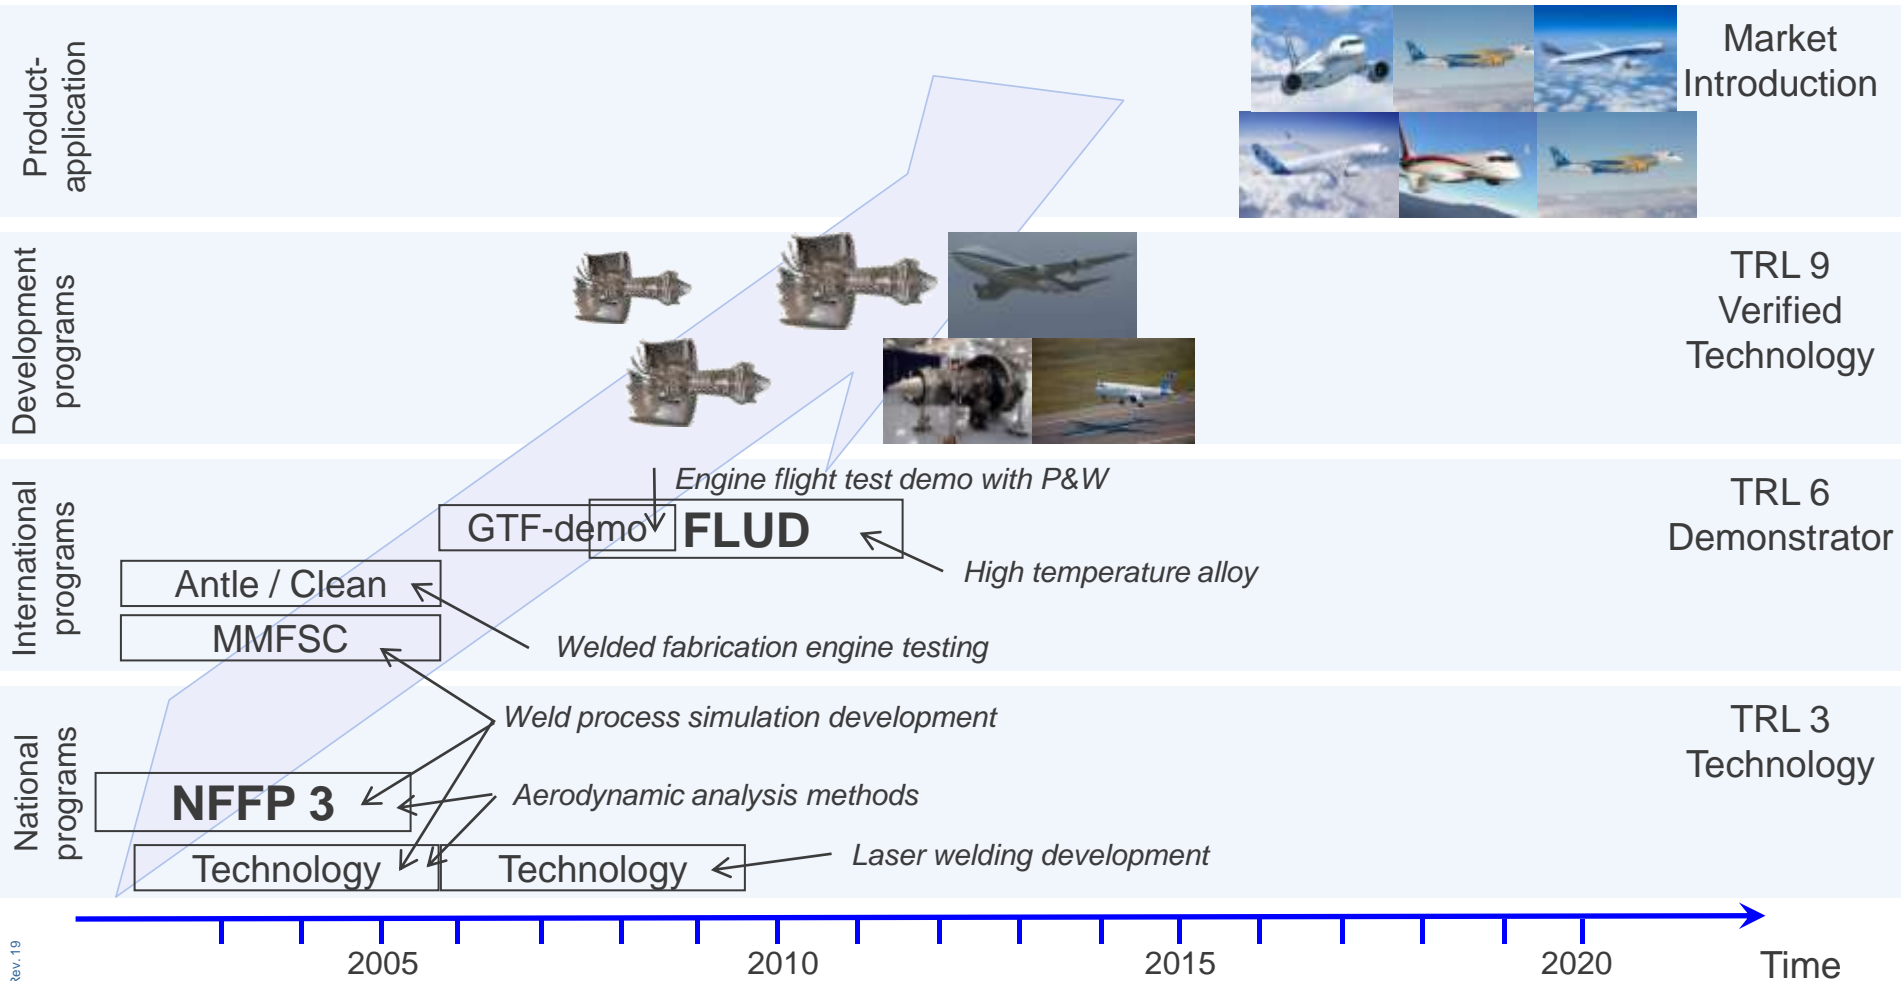 Product-
application
Market
Introduction
Development
programs
TRL 9
Verified
Technology
International
programs
Engine flight test demo with P&W
GTF-demo
FLUD
High temperature alloy
Antle / Clean
MMFSC
Welded fabrication engine testing
TRL 6
Demonstrator
National
programs
Weld process simulation development
NFFP 3
Aerodynamic analysis methods
Technology
Technology
Laser welding development
TRL 3
Technology
2005
2010
2015
2020
Time
Rev. 19